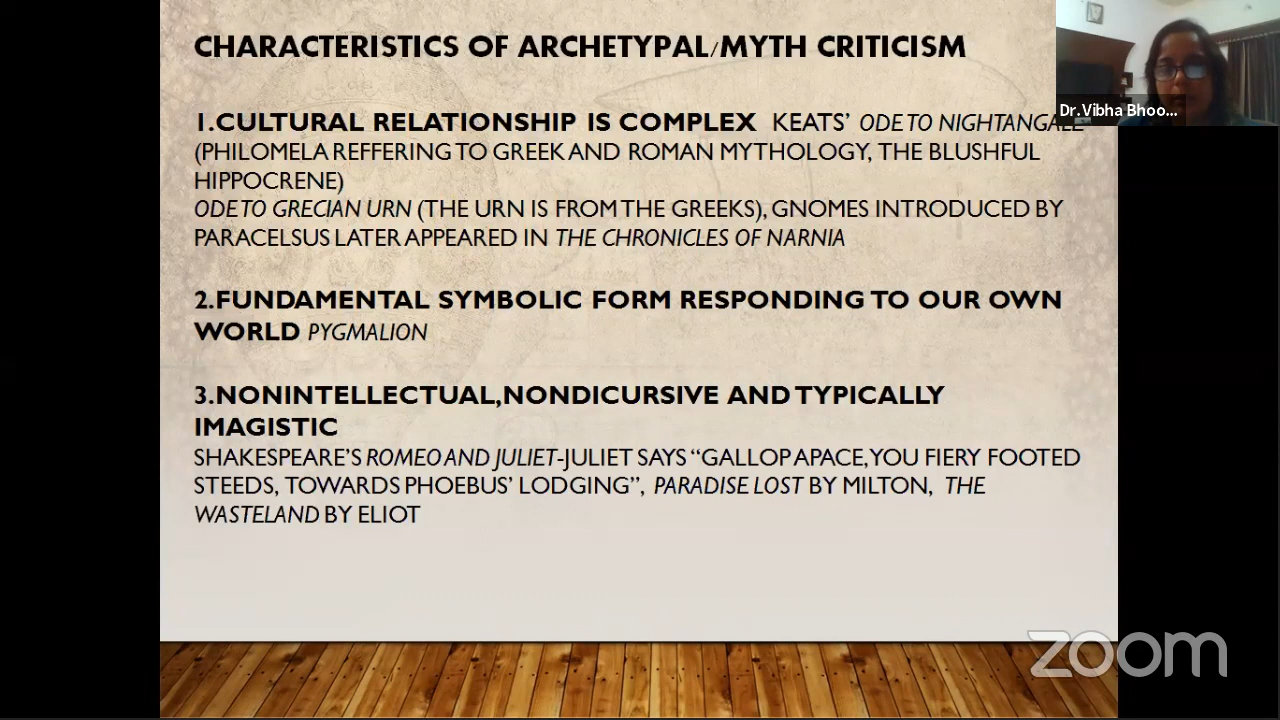 CHARACTERISTICS OF ARCHETYPAL/MYTH CRITICISM
1.CULTURAL RELATIONSHIP IS COMPLEX KEATS' ODE TO NIGHTANGALE
(PHILOMELA REFFERING TO GREEK AND ROMAN MYTHOLOGY, THE BLUSHFUL
HIPPOCRENE)
ODE TO GRECIAN URN (THE URN IS FROM THE GREEKS), GNOMES INTRODUCED BY
PARACELSUS LATER APPEARED IN THE CHRONICLES OF NARNIA
2.FUNDAMENTAL SYMBOLIC FORM RESPONDING TO OUR OWN
WORLD PYGMALION
3.NONINTELLECTUAL,NONDICURSIVE AND TYPICALLY
IMAGISTIC
SHAKESPEARE'S ROMEO AND JULIET-JULIET SAYS “GALLOP APACE, YOU FIERY FOOTED
STEEDS, TOWARDS PHOEBUS' LODGING”, PARADISE LOST BY MILTON, THE
WASTELAND BY ELIOT
Dr.Vibha Bhoo...
zoom